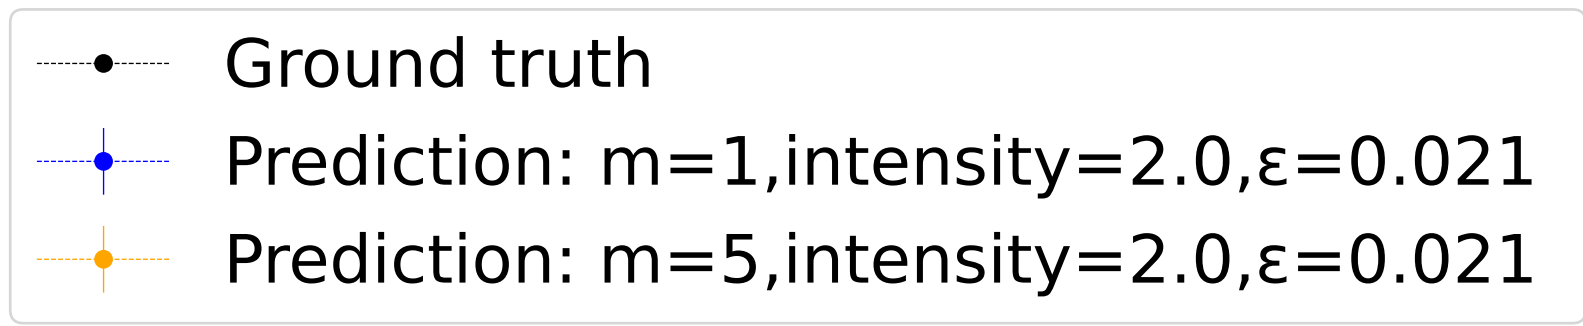 Ground truth
Prediction: m=1,intensity=2.0,ε=0.021
Prediction: m=5,intensity=2.0,ε=0.021